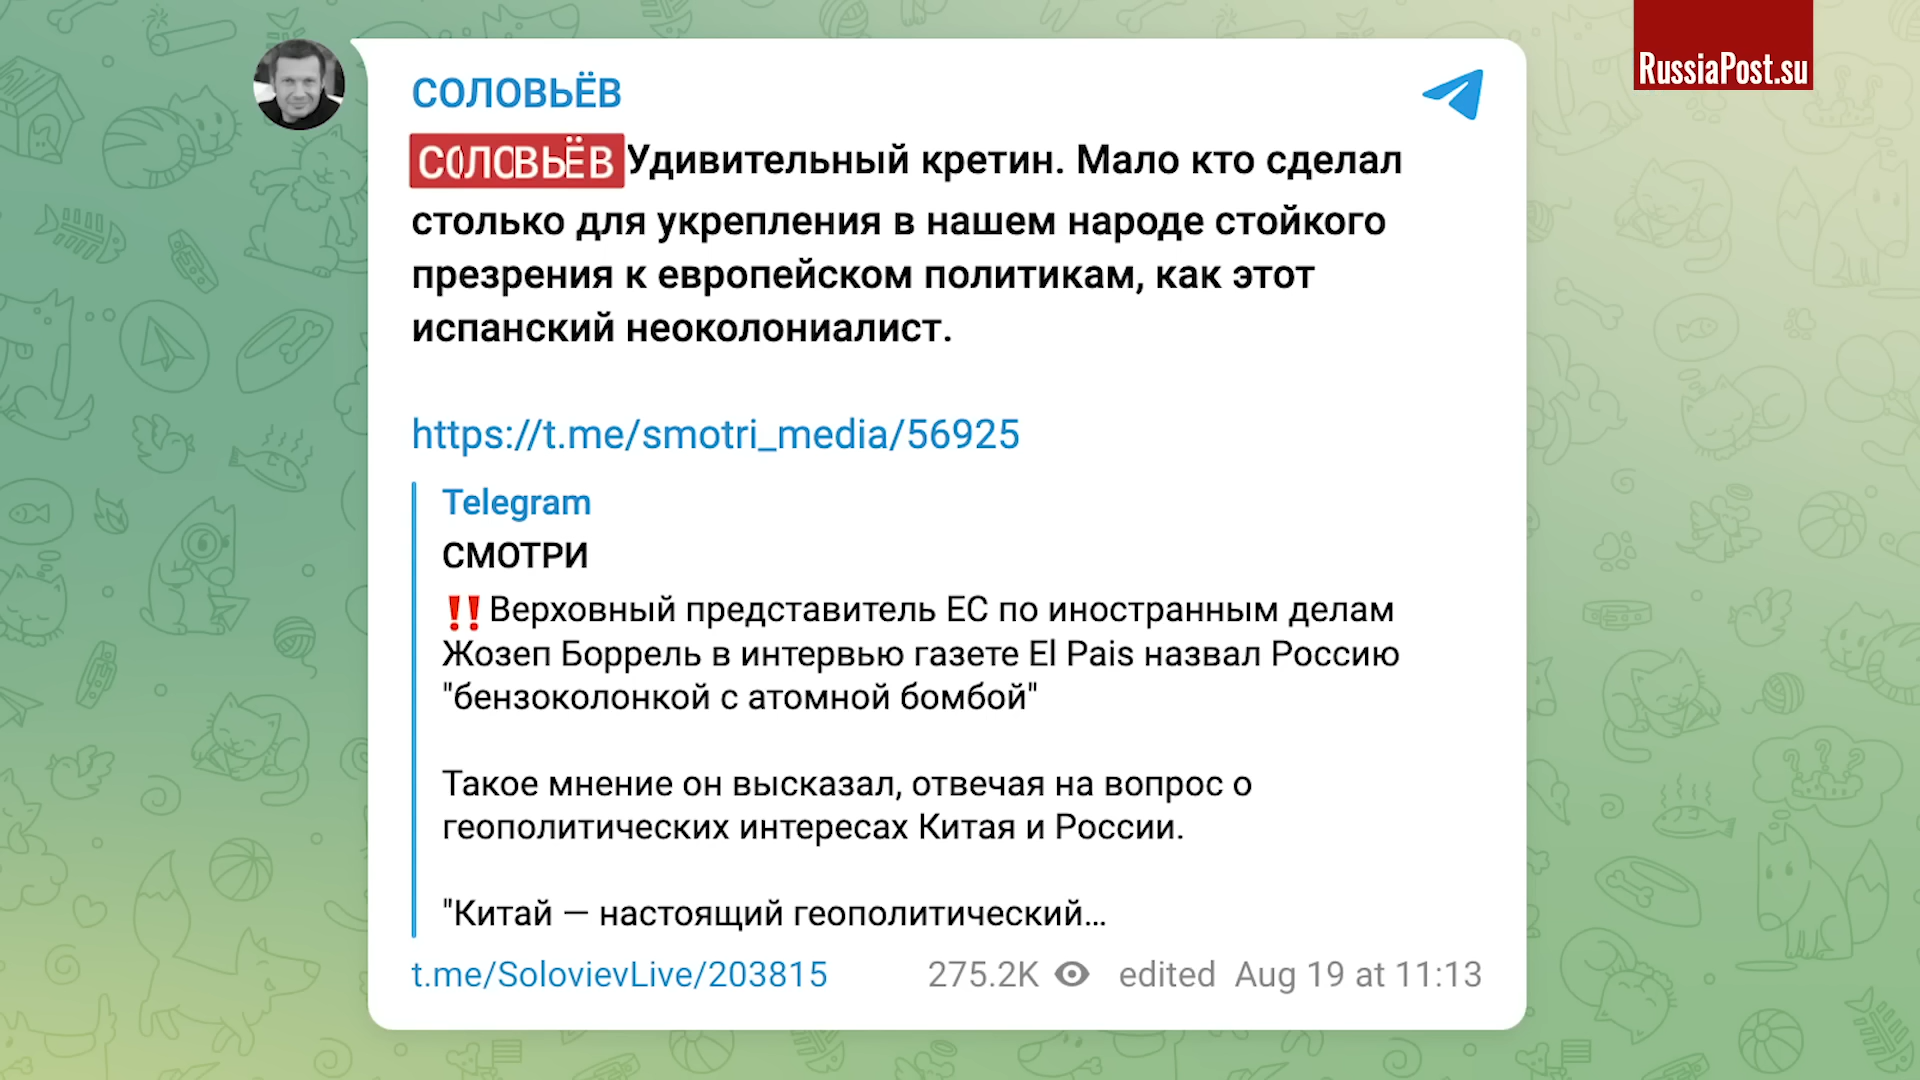 RussiaPost.su
СОЛОВЬЁВ
СОЛОВЬЁВ Удивительный кретин. Мало кто сделал
столько для укрепления в нашем народе стойкого
презрения к европейском политикам, как этот
испанский неоколониалист.
https://t.me/smotri_media/56925
Telegram
СМОТРИ
‼️Верховный представитель ЕС по иностранным делам
Жозеп Боррель в интервью газете El Pais назвал Россию
"бензоколонкой с атомной бомбой"
Такое мнение он высказал, отвечая на вопрос о
геополитических интересах Китая и России.
"Китай — настоящий геополитический…
t.me/SolovievLive/203815 275.2K edited Aug 19 at 11:13